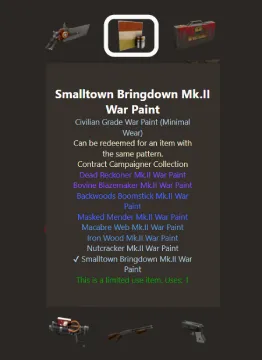 Smalltown Bringdown Mk.II
War Paint
Civilian Grade War Paint (Minimal
Wear)
Can be redeemed for an item with
the same pattern.
Contract Campaigner Collection
Dead Reckoner Mk.II War Paint
Bovine Blazemaker Mk.II War Paint
Backwoods Boomstick Mk.II War
Paint
Masked Mender Mk.II War Paint
Macabre Web Mk.II War Paint
Iron Wood Mk.II War Paint
Nutcracker Mk.II War Paint
✓ Smalltown Bringdown Mk.II War
Paint
This is a limited use item. Uses: 1